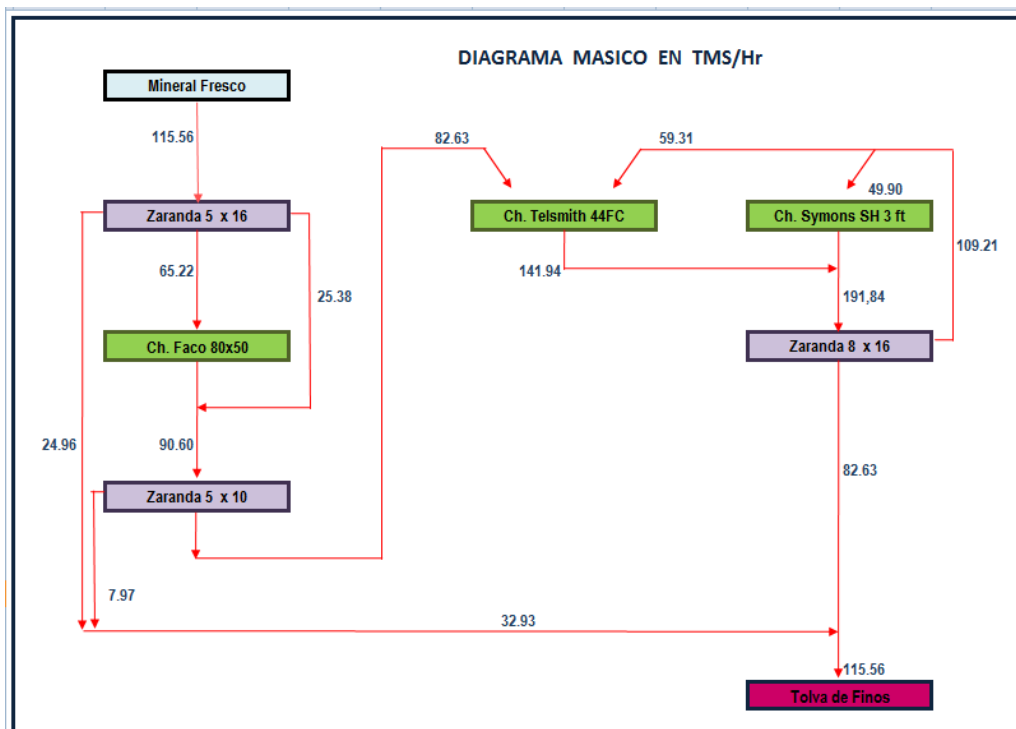 DIAGRAMA MASICO EN TMS/Hr
Mineral Fresco
115.56
82.63
59.31
49.90
Zaranda 5 x 16
Ch. Telsmith 44FC
Ch. Symons SH 3 ft
109.21
65.22
141.94
25.38
191,84
Ch. Faco 80x50
Zaranda 8 x 16
24.96
90.60
82.63
Zaranda 5 x 10
7.97
32.93
115.56
Tolva de Finos